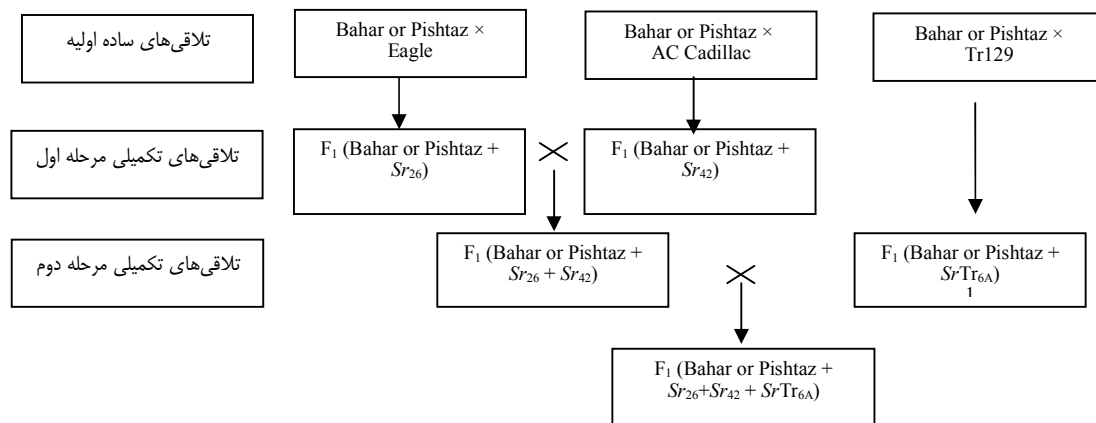 تلاقی‌های ساده اولیه
Bahar or Pishtaz ×
Eagle
Bahar or Pishtaz ×
AC Cadillac
Bahar or Pishtaz ×
Tr129
تلاقی‌های تکمیلی مرحله اول
F₁ (Bahar or Pishtaz +
Sr₂₆)
F₁ (Bahar or Pishtaz +
Sr₄₂)
تلاقی‌های تکمیلی مرحله دوم
F₁ (Bahar or Pishtaz +
Sr₂₆ + Sr₄₂)
F₁ (Bahar or Pishtaz +
SrTr₆A)
1
F₁ (Bahar or Pishtaz +
Sr₂₆+Sr₄₂ + SrTr₆A)